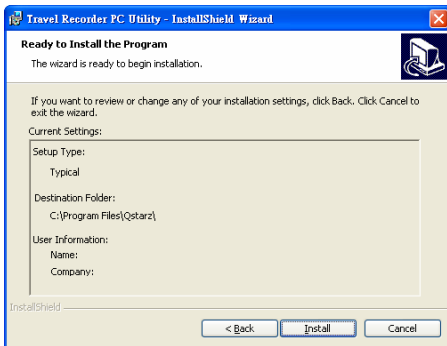 Travel Recorder PC Utility - InstallShield Wizard
Ready to Install the Program
The wizard is ready to begin installation.
If you want to review or change any of your installation settings, click Back. Click Cancel to
exit the wizard.
Current Settings:
Setup Type:
Typical
Destination Folder:
C:\Program Files\Qstarz\
User Information:
Name:
Company:
InstallShield
< Back Install Cancel